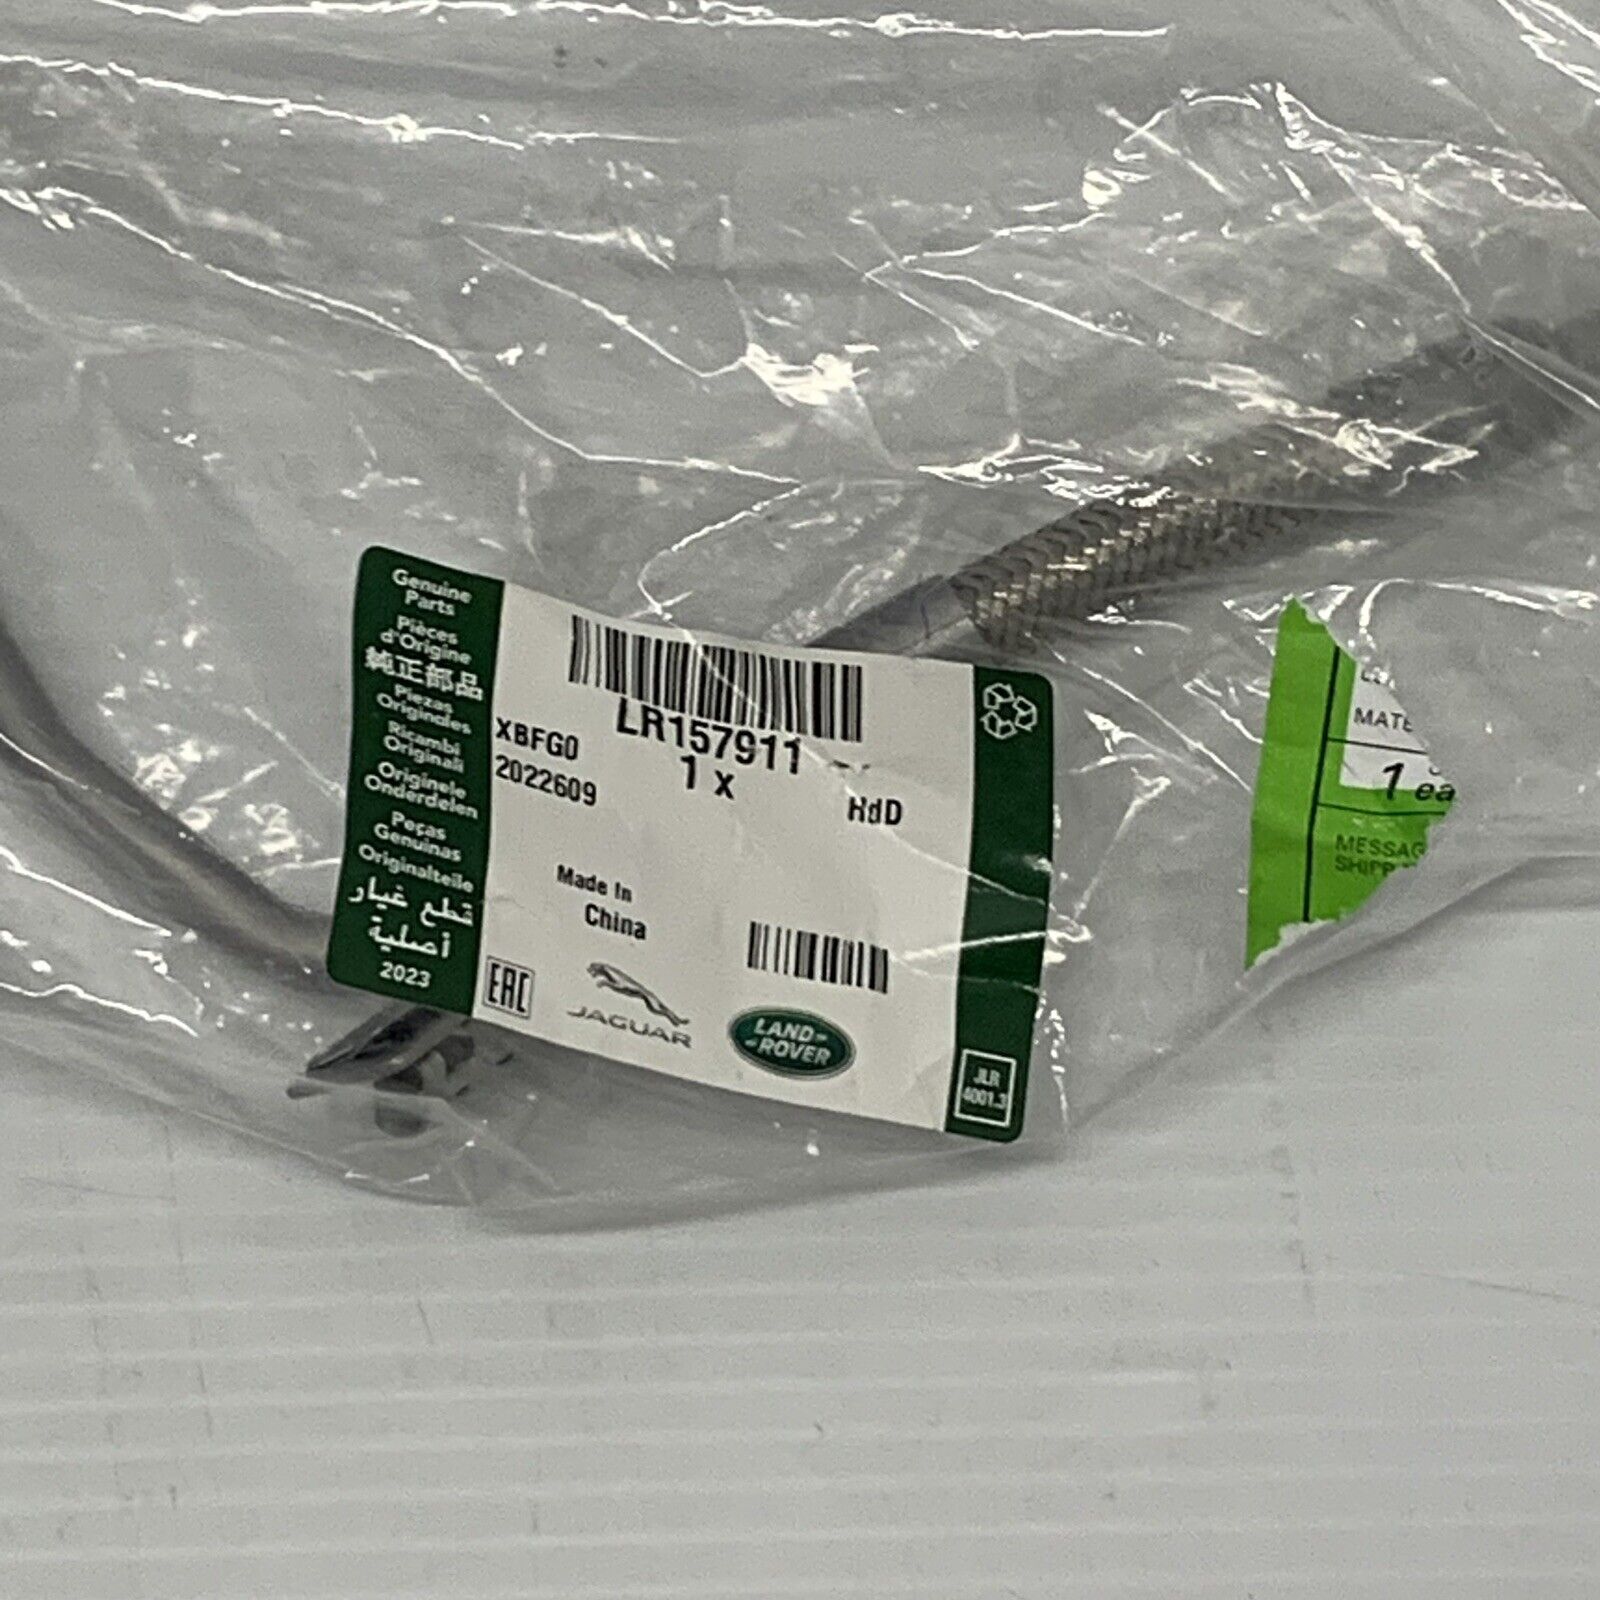 Genuine
Parts
Pièces
d'Origine
純正部品
Piezas
Originales
Ricambi
Originali
Originele
Onderdelen
Peças
Genuinas
Originalteile
قطع غيار
أصلية
2023
LR157911
XBFG0
1 x
2022609
HdD
Made In
China
EAC
JAGUAR
LAND-
-ROVER
JLR
4001.3
MATE
1 ea
MESSAG
SHIPP